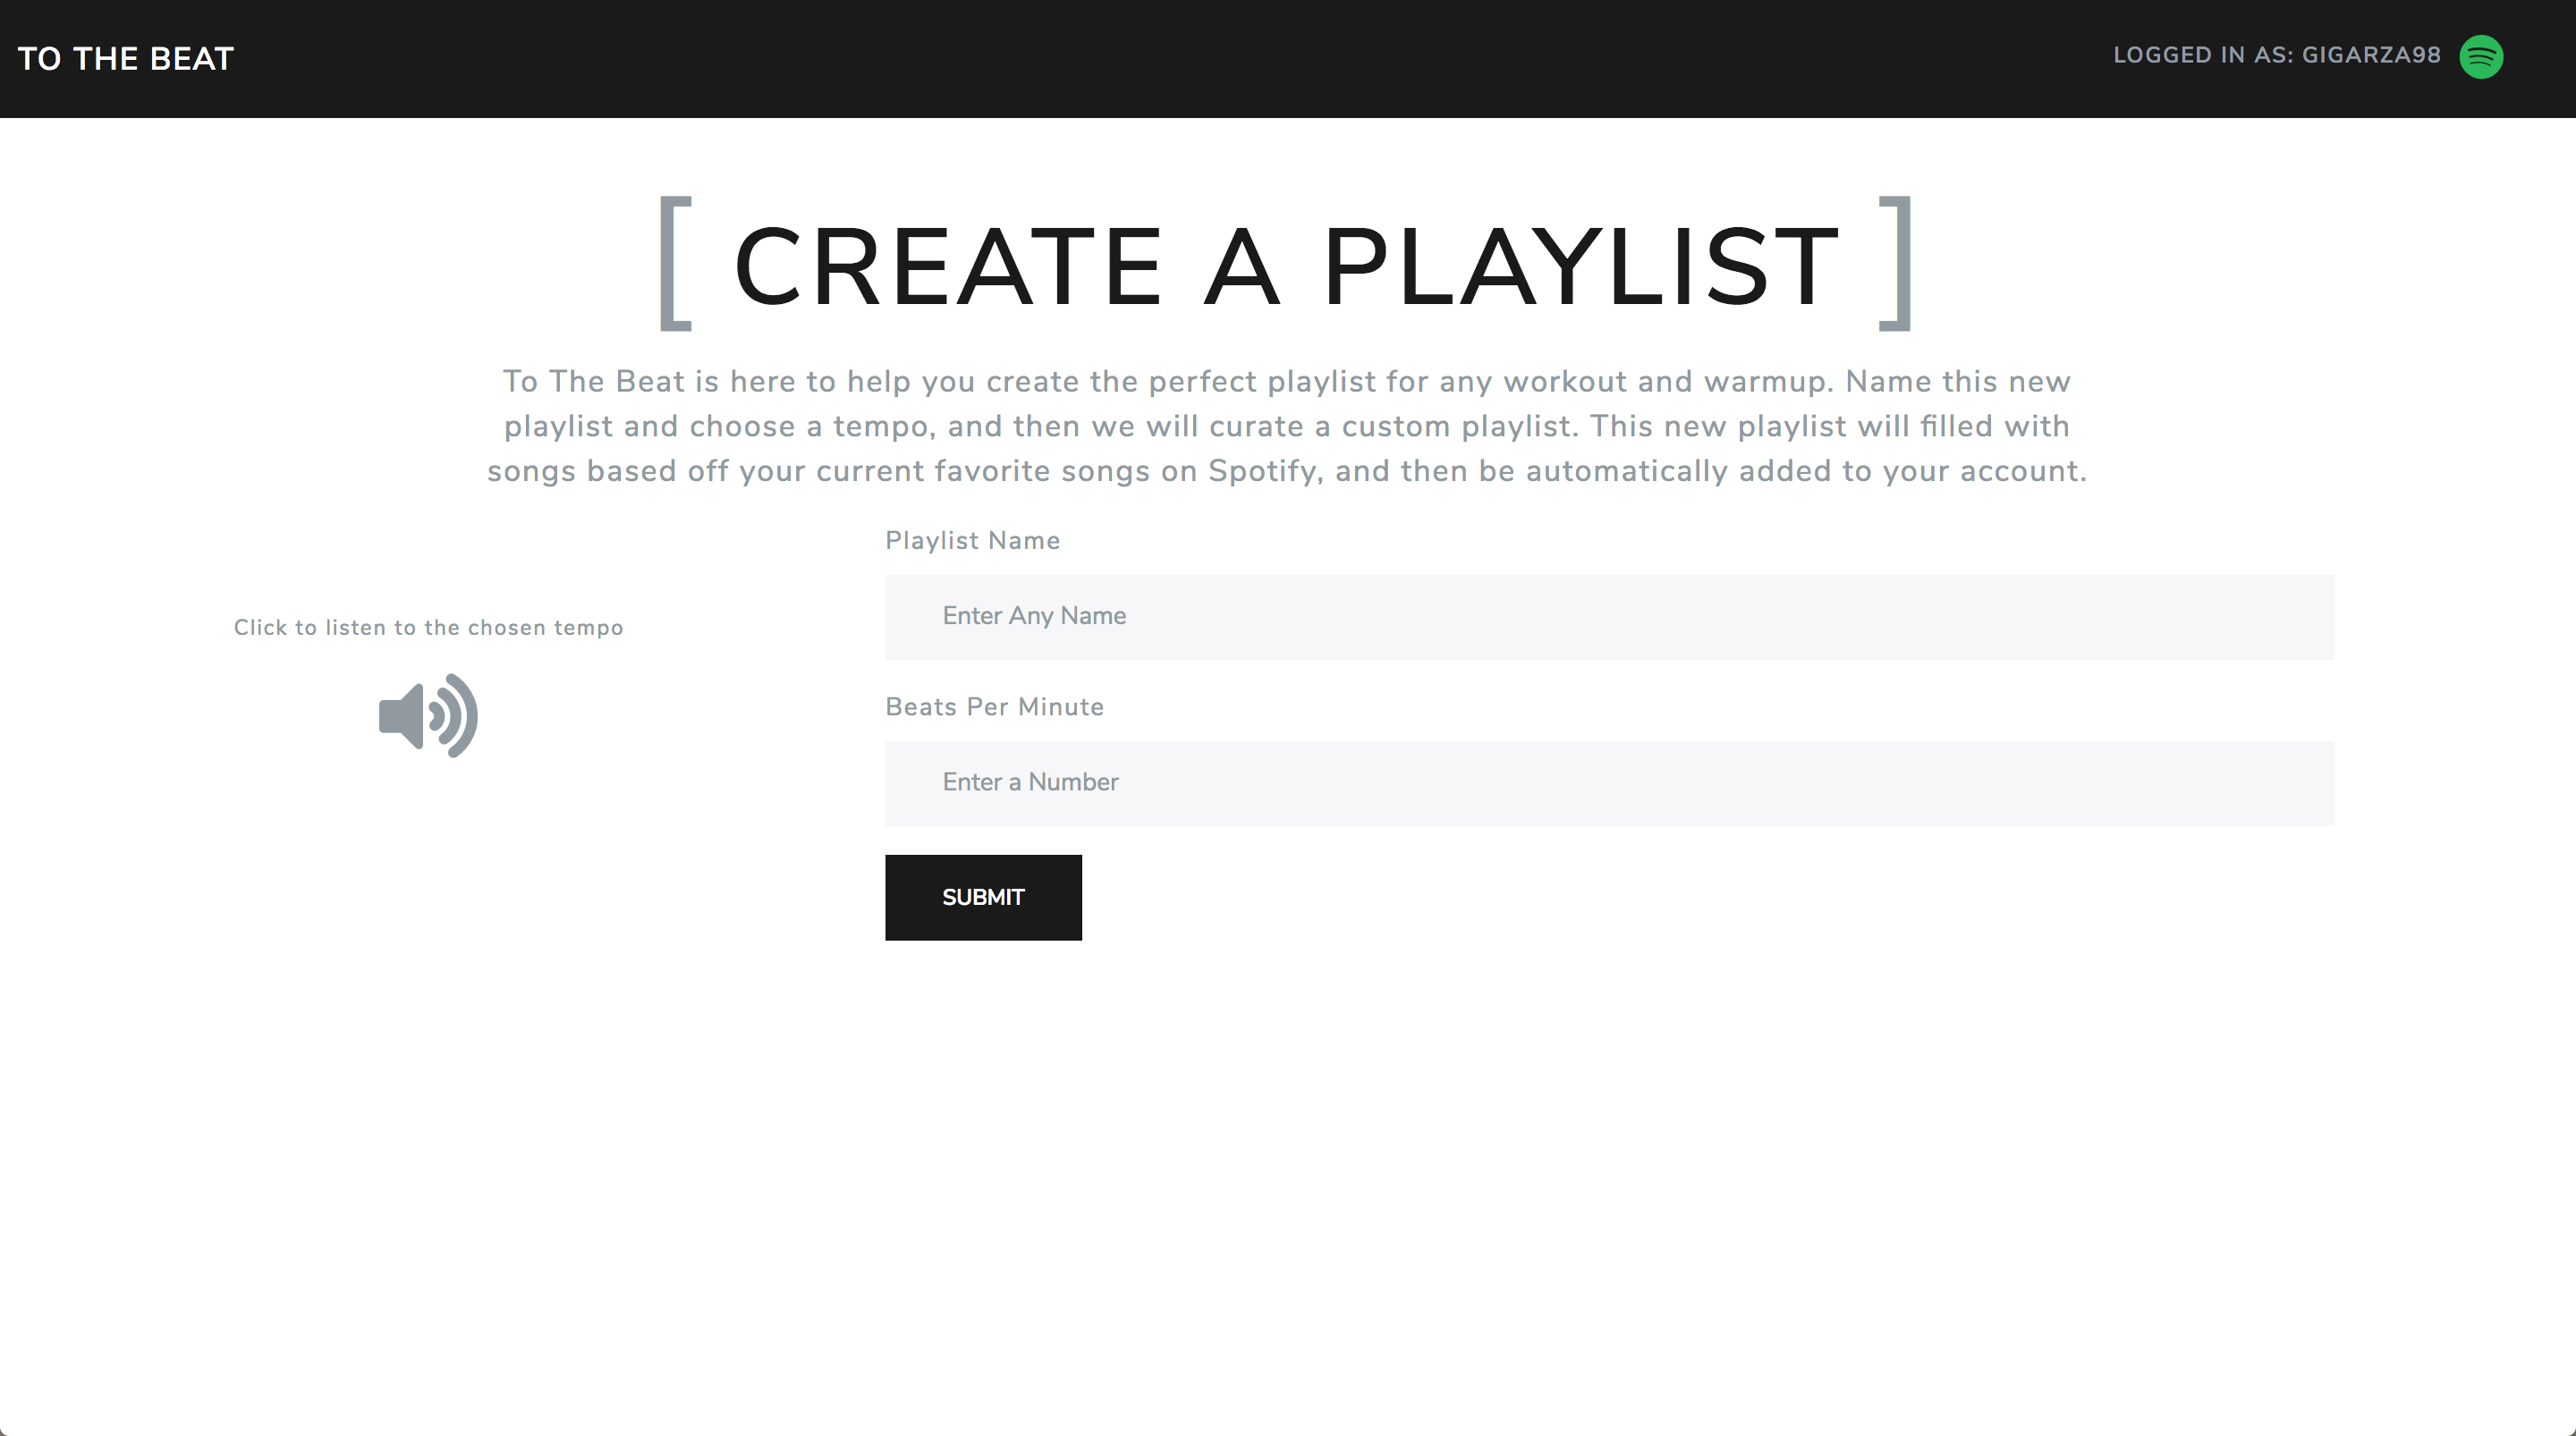 TO THE BEAT
LOGGED IN AS: GIGARZA98
[ CREATE A PLAYLIST ]
To The Beat is here to help you create the perfect playlist for any workout and warmup. Name this new
playlist and choose a tempo, and then we will curate a custom playlist. This new playlist will filled with
songs based off your current favorite songs on Spotify, and then be automatically added to your account.
Click to listen to the chosen tempo
Playlist Name
Enter Any Name
Beats Per Minute
Enter a Number
SUBMIT